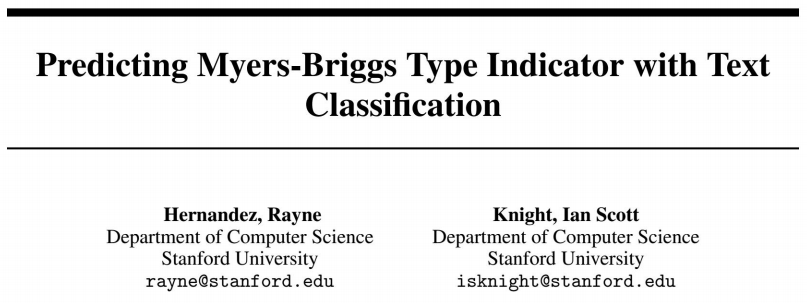 Predicting Myers-Briggs Type Indicator with Text
Classification
Hernandez, Rayne
Department of Computer Science
Stanford University
rayne@stanford.edu
Knight, Ian Scott
Department of Computer Science
Stanford University
isknight@stanford.edu